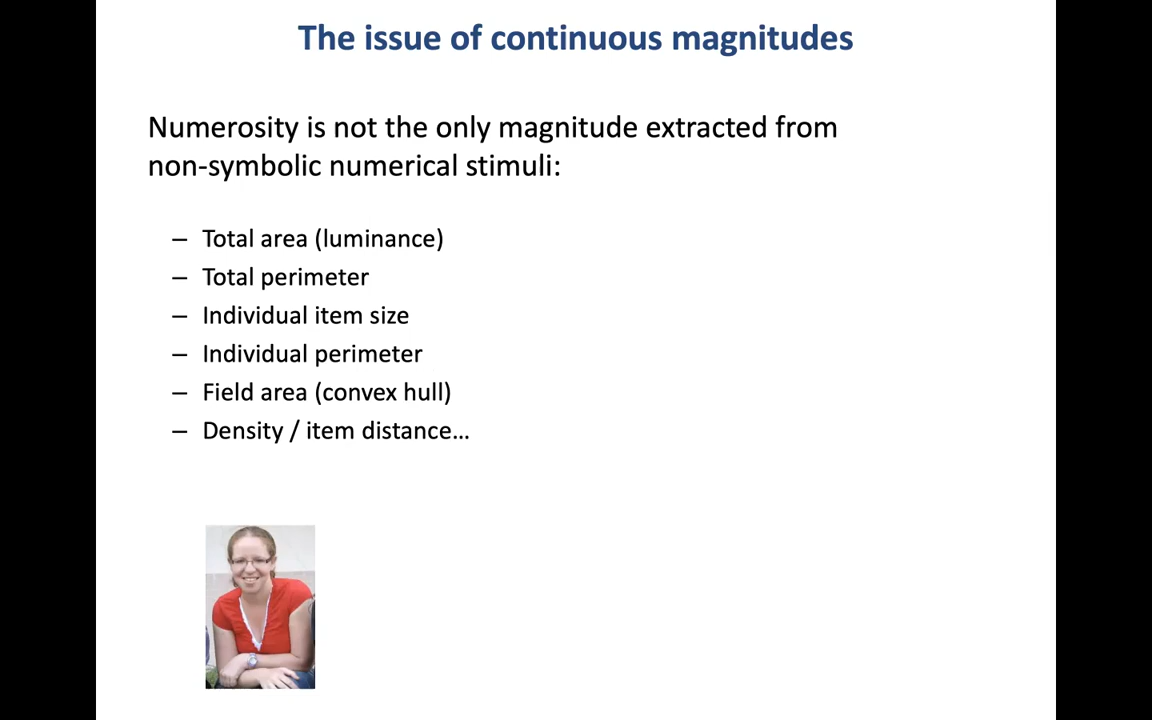 The issue of continuous magnitudes
Numerosity is not the only magnitude extracted from
non-symbolic numerical stimuli:
– Total area (luminance)
– Total perimeter
– Individual item size
– Individual perimeter
– Field area (convex hull)
– Density / item distance…